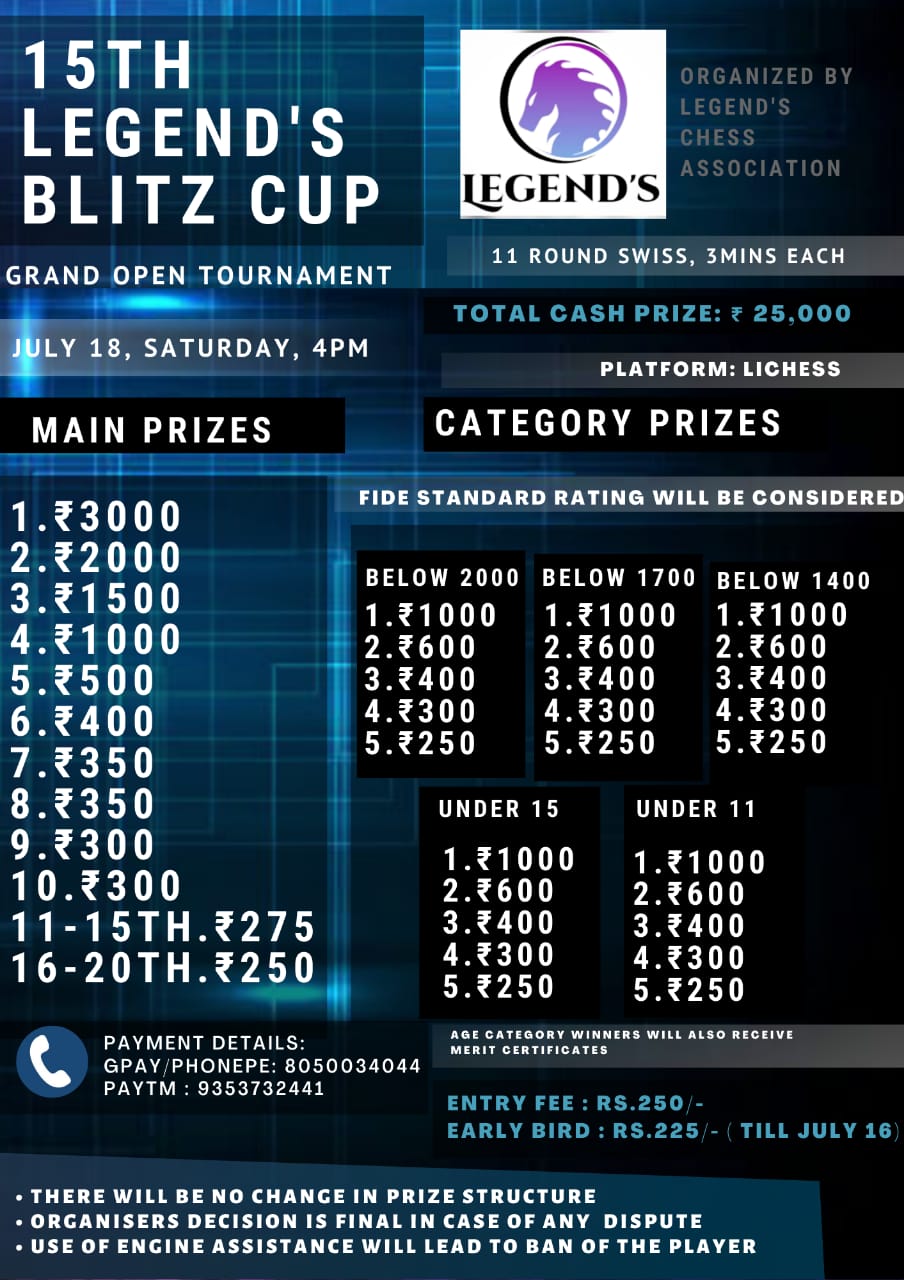 15TH
LEGEND'S
BLITZ CUP
GRAND OPEN TOURNAMENT
JULY 18, SATURDAY, 4PM
LEGEND'S
ORGANIZED BY
LEGEND'S
CHESS
ASSOCIATION
11 ROUND SWISS, 3MINS EACH
TOTAL CASH PRIZE: ₹ 25,000
PLATFORM: LICHESS
MAIN PRIZES
1.₹3000
2.₹2000
3.₹1500
4.₹1000
5.₹500
6.₹400
7.₹350
8.₹350
9.₹300
10.₹300
11-15TH.₹275
16-20TH.₹250
CATEGORY PRIZES
FIDE STANDARD RATING WILL BE CONSIDERED
BELOW 2000
1.₹1000
2.₹600
3.₹400
4.₹300
5.₹250
BELOW 1700
1.₹1000
2.₹600
3.₹400
4.₹300
5.₹250
BELOW 1400
1.₹1000
2.₹600
3.₹400
4.₹300
5.₹250
UNDER 15
1.₹1000
2.₹600
3.₹400
4.₹300
5.₹250
UNDER 11
1.₹1000
2.₹600
3.₹400
4.₹300
5.₹250
PAYMENT DETAILS:
GPAY/PHONEPE: 8050034044
PAYTM : 9353732441
AGE CATEGORY WINNERS WILL ALSO RECEIVE
MERIT CERTIFICATES
ENTRY FEE : RS.250/-
EARLY BIRD : RS.225/- ( TILL JULY 16)
• THERE WILL BE NO CHANGE IN PRIZE STRUCTURE
• ORGANISERS DECISION IS FINAL IN CASE OF ANY DISPUTE
• USE OF ENGINE ASSISTANCE WILL LEAD TO BAN OF THE PLAYER